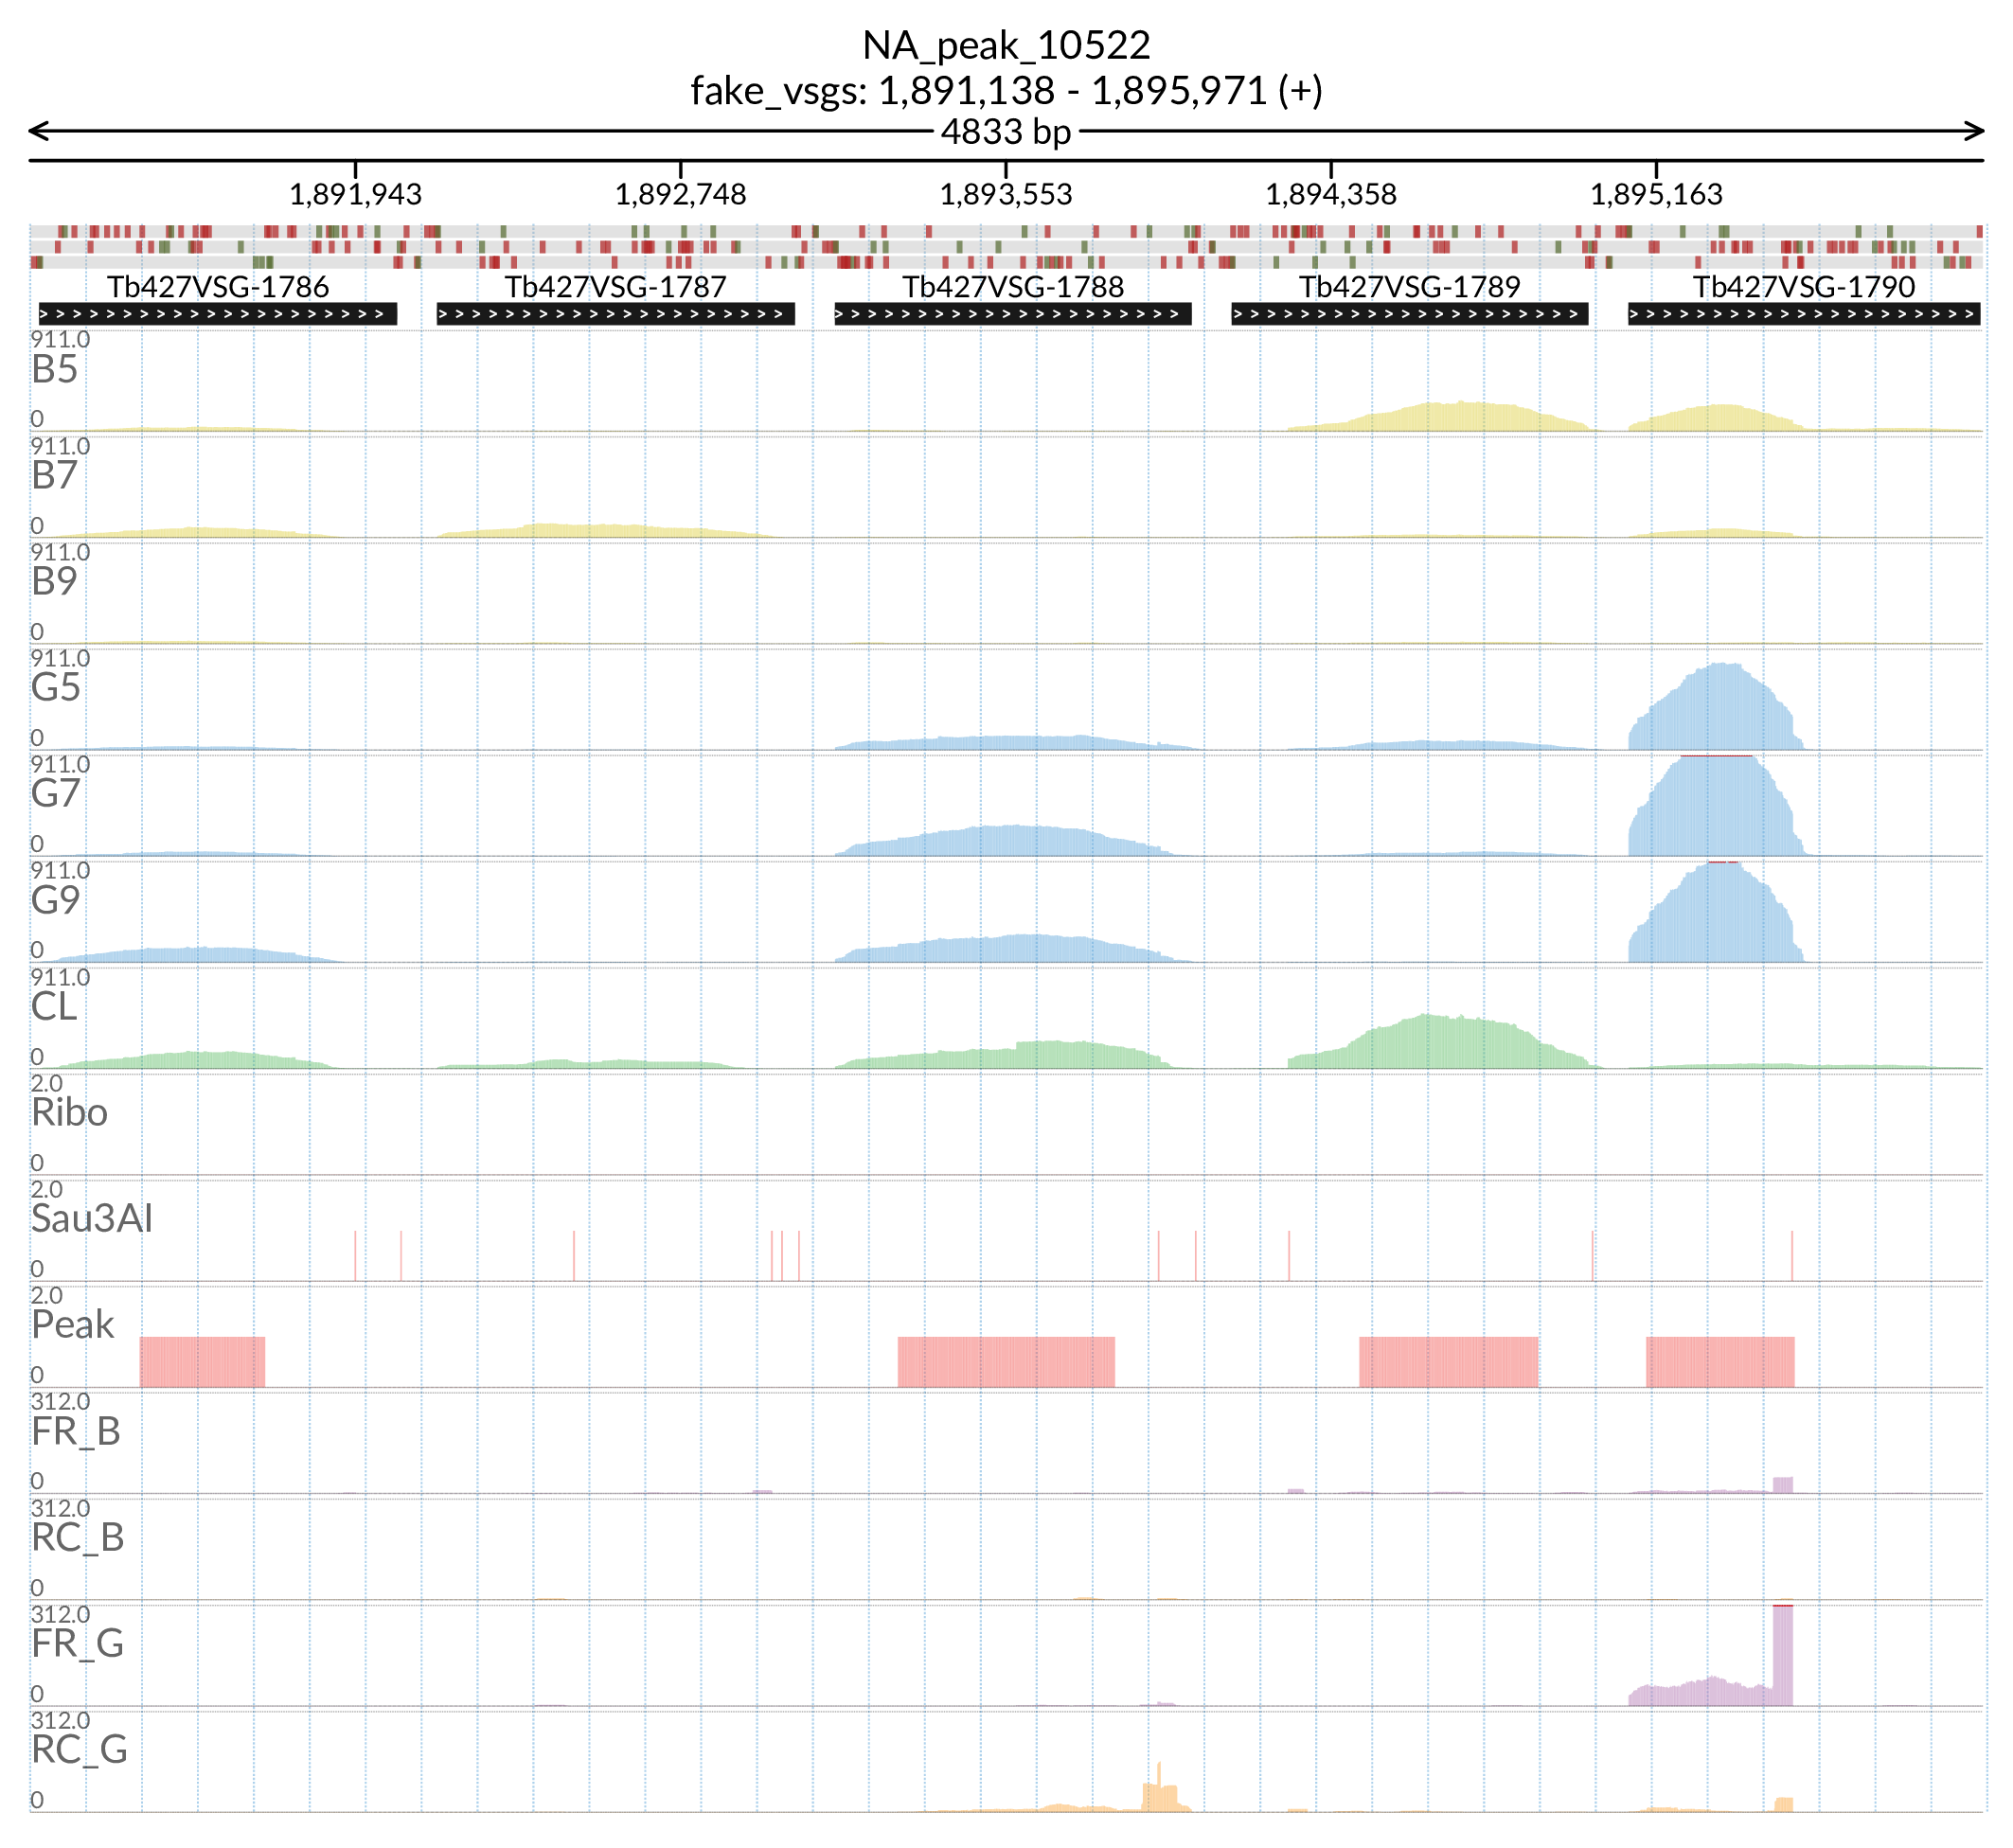 NA_peak_10522
fake_vsgs: 1,891,138 - 1,895,971 (+)
4833 bp
1,891,943 1,892,748 1,893,553 1,894,358 1,895,163
Tb427VSG-1786 Tb427VSG-1787 Tb427VSG-1788 Tb427VSG-1789 Tb427VSG-1790
911.0
B5
0
911.0
B7
0
911.0
B9
0
911.0
G5
0
911.0
G7
0
911.0
G9
0
911.0
CL
0
2.0
Ribo
0
2.0
Sau3AI
0
2.0
Peak
0
312.0
FR_B
0
312.0
RC_B
0
312.0
FR_G
0
312.0
RC_G
0